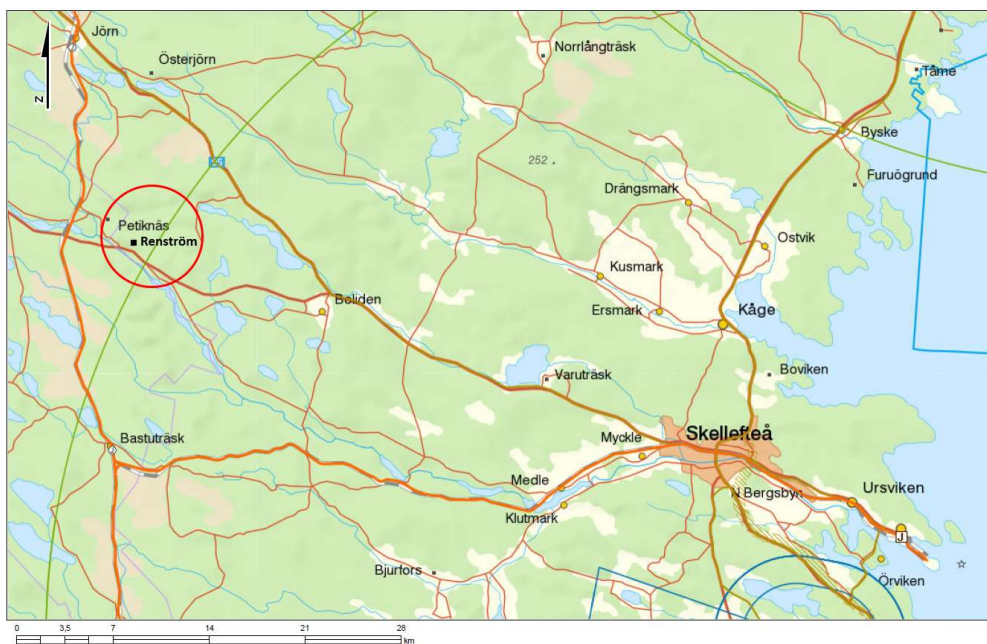 Jörn
Österjörn
Norrlångträsk
Tåme
N
Byske
252
Furuögrund
Drängsmark
Petiknäs
Renström
Ostvik
Kusmark
Boliden
Ersmark
Kåge
Varuträsk
Boviken
Bastuträsk
Myckle
Skellefteå
Medle
N Bergsbyn
Ursviken
Klutmark
J
Bjurfors
Örviken
0 3,5 7 14 21 28
km